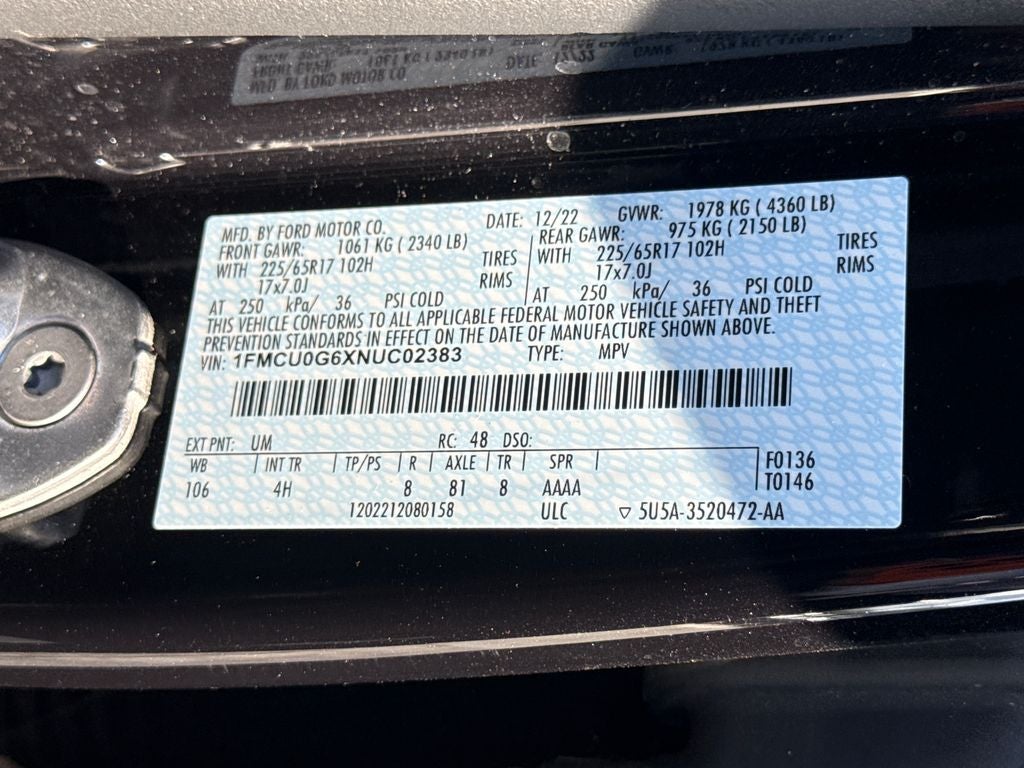 MFD. BY FORD MOTOR CO. DATE: 12/22 GVWR: 1978 KG ( 4360 LB)
FRONT GAWR: 1061 KG ( 2340 LB) REAR GAWR: 975 KG ( 2150 LB)
WITH 225/65R17 102H TIRES WITH 225/65R17 102H TIRES
17x7.0J RIMS 17x7.0J RIMS
AT 250 kPa/ 36 PSI COLD AT 250 kPa/ 36 PSI COLD
THIS VEHICLE CONFORMS TO ALL APPLICABLE FEDERAL MOTOR VEHICLE SAFETY AND THEFT
PREVENTION STANDARDS IN EFFECT ON THE DATE OF MANUFACTURE SHOWN ABOVE.
VIN: 1FMCU0G6XNUC02383 TYPE: MPV
EXT PNT: UM RC: 48 DSO:
WB INT TR TP/PS R AXLE TR SPR F0136
106 4H 8 81 8 AAAA T0146
1202212080158 ULC ▽ 5U5A-3520472-AA